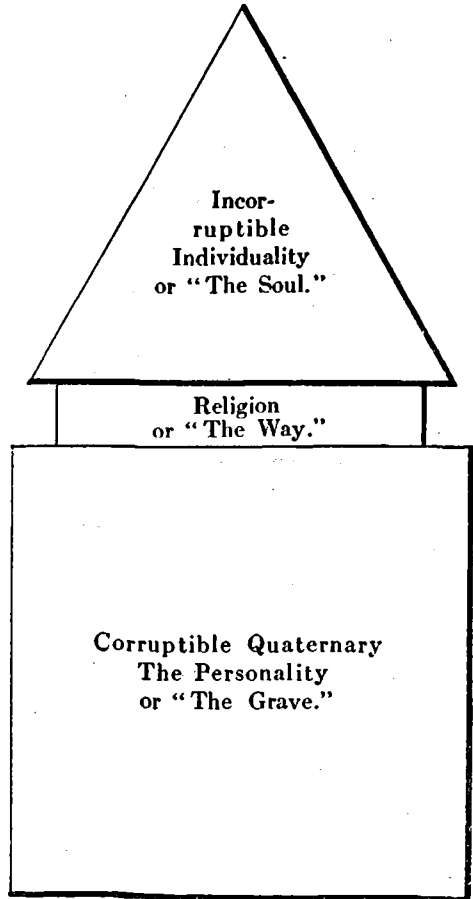 Incor-
ruptible
Individuality
or "The Soul."
Religion
or "The Way."
Corruptible Quaternary
The Personality
or "The Grave."